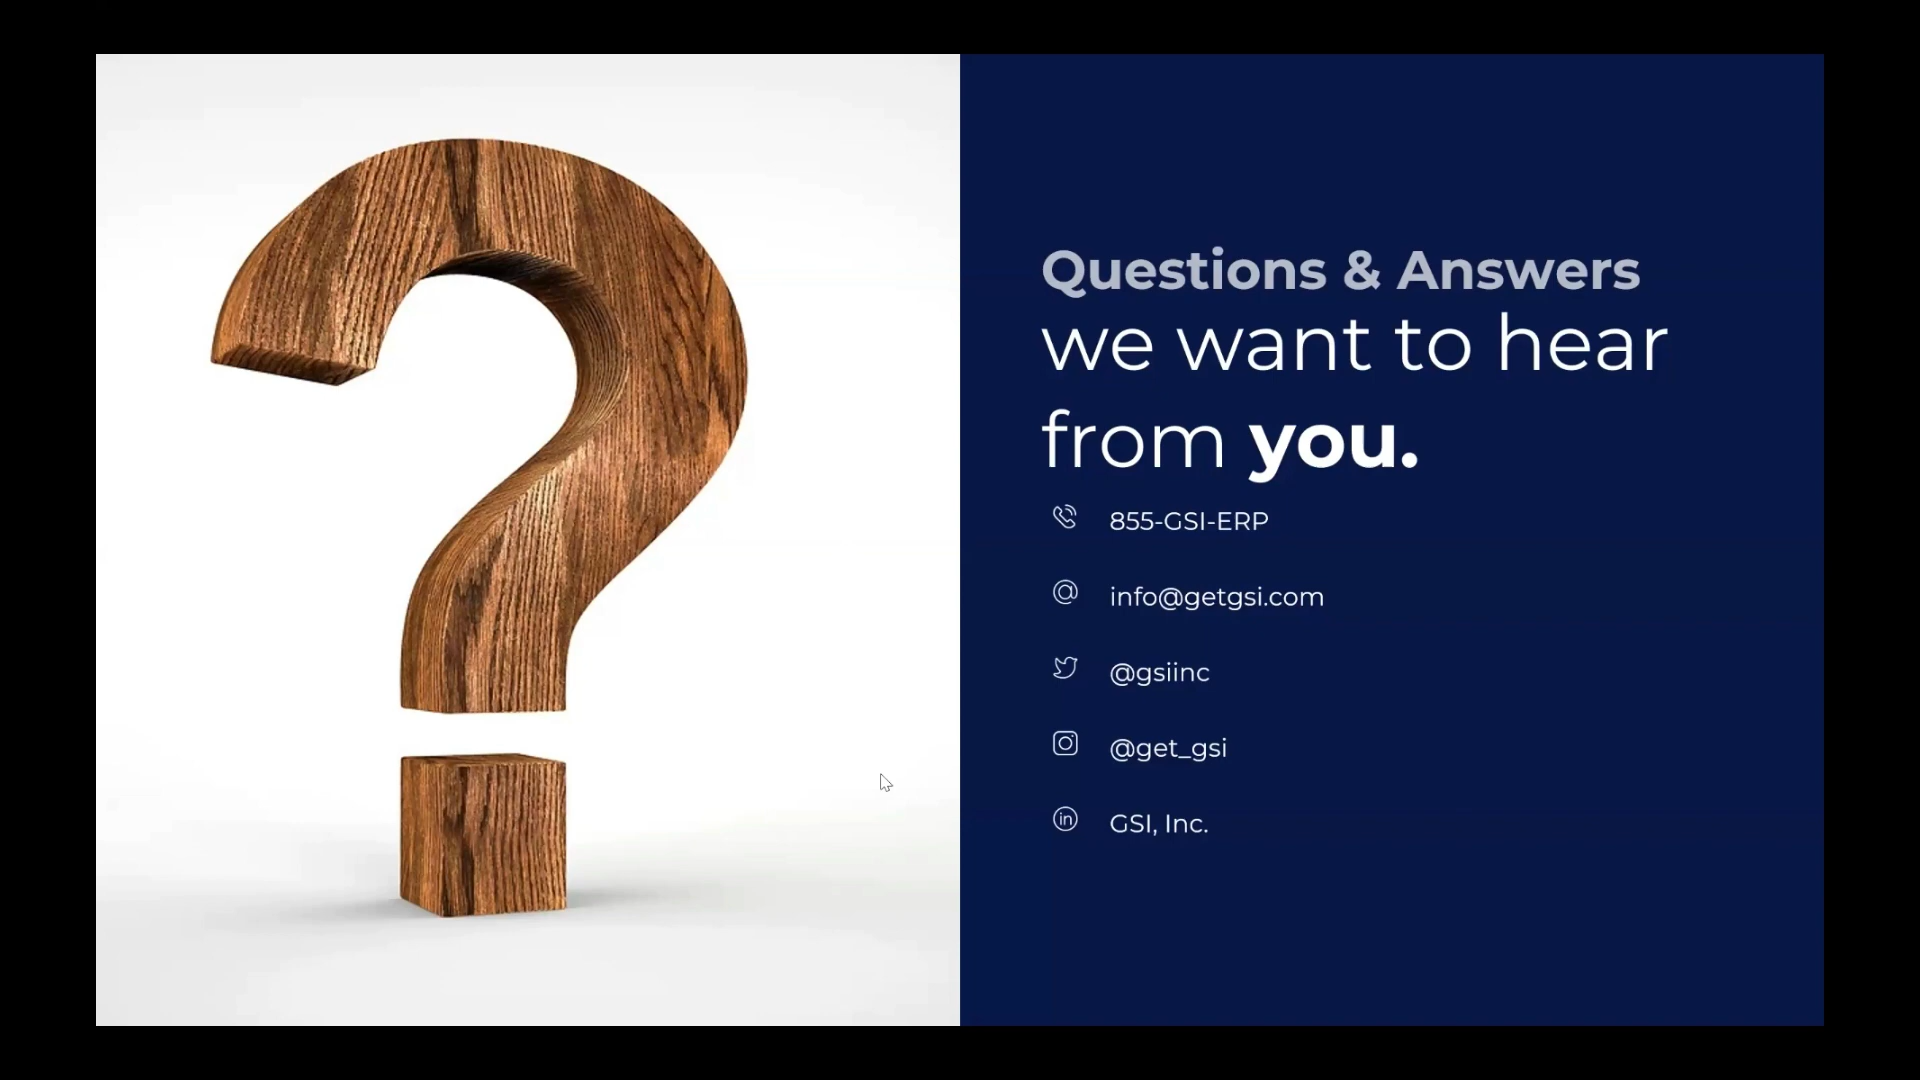 Questions & Answers
we want to hear
from you.
855-GSI-ERP
info@getgsi.com
@gsiinc
@get_gsi
GSI, Inc.